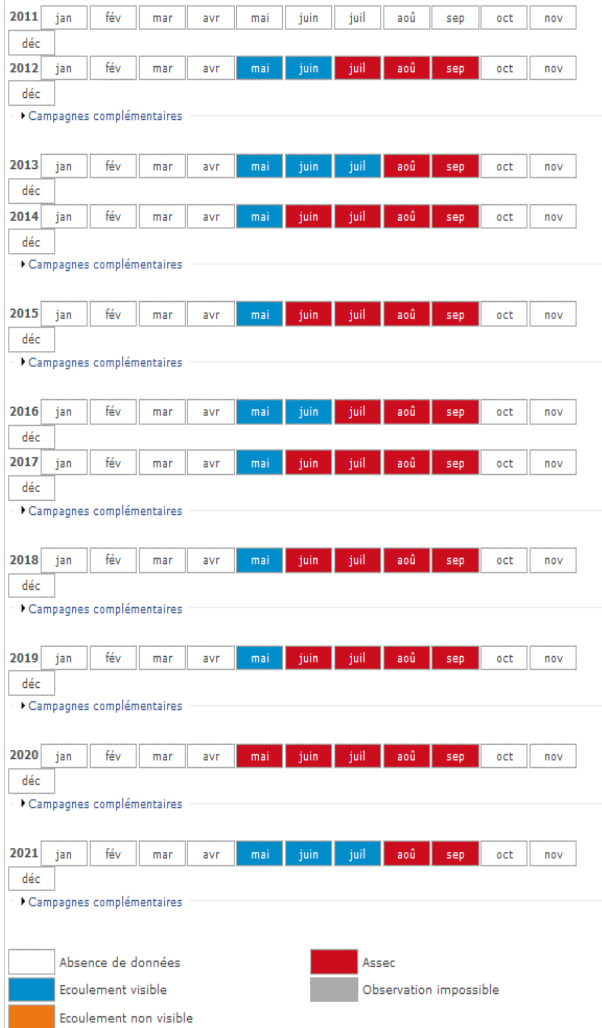 2011 jan fév mar avr mai juin juil aoû sep oct nov
déc
2012 jan fév mar avr mai juin juil aoû sep oct nov
déc
Campagnes complémentaires
2013 jan fév mar avr mai juin juil aoû sep oct nov
déc
2014 jan fév mar avr mai juin juil aoû sep oct nov
déc
Campagnes complémentaires
2015 jan fév mar avr mai juin juil aoû sep oct nov
déc
Campagnes complémentaires
2016 jan fév mar avr mai juin juil aoû sep oct nov
déc
2017 jan fév mar avr mai juin juil aoû sep oct nov
déc
Campagnes complémentaires
2018 jan fév mar avr mai juin juil aoû sep oct nov
déc
Campagnes complémentaires
2019 jan fév mar avr mai juin juil aoû sep oct nov
déc
Campagnes complémentaires
2020 jan fév mar avr mai juin juil aoû sep oct nov
déc
Campagnes complémentaires
2021 jan fév mar avr mai juin juil aoû sep oct nov
déc
Campagnes complémentaires
Absence de données Assec
Ecoulement visible Observation impossible
Ecoulement non visible